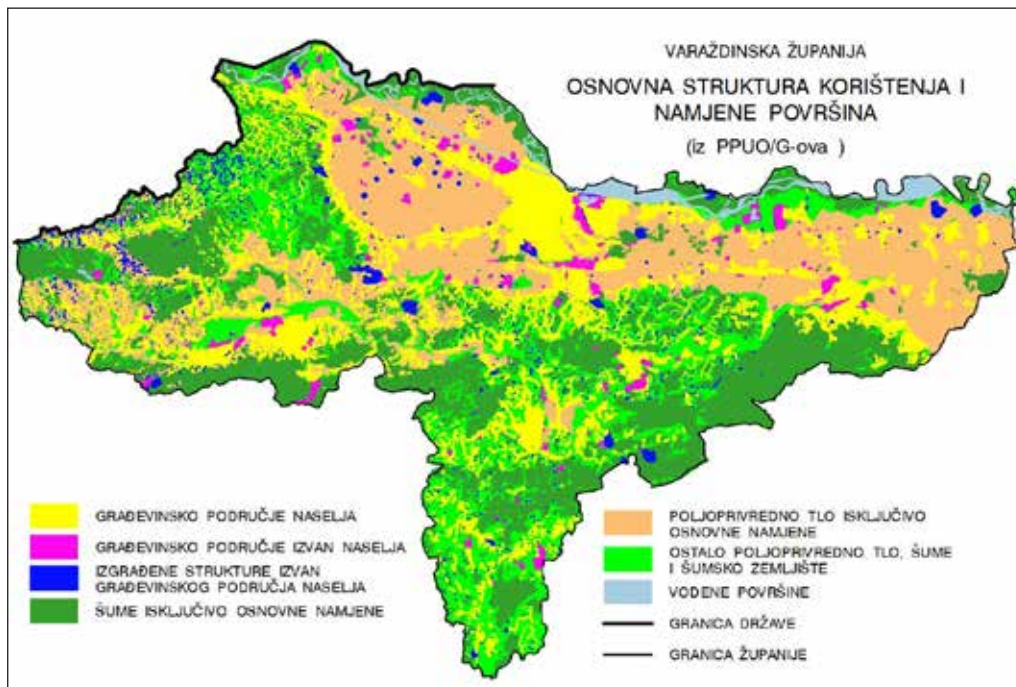 VARAŽDINSKA ŽUPANIJA
OSNOVNA STRUKTURA KORIŠTENJA I
NAMJENE POVRŠINA
(iz PPUO/G-ova )
GRAĐEVINSKO PODRUČJE NASELJA
GRAĐEVINSKO PODRUČJE IZVAN NASELJA
IZGRAĐENE STRUKTURE IZVAN
GRAĐEVINSKOG PODRUČJA NASELJA
ŠUME ISKLJUČIVO OSNOVNE NAMJENE
POLJOPRIVREDNO TLO ISKLJUČIVO
OSNOVNE NAMJENE
OSTALO POLJOPRIVREDNO TLO, ŠUME
I ŠUMSKO ZEMLJIŠTE
VODENE POVRŠINE
GRANICA DRŽAVE
GRANICA ŽUPANIJE